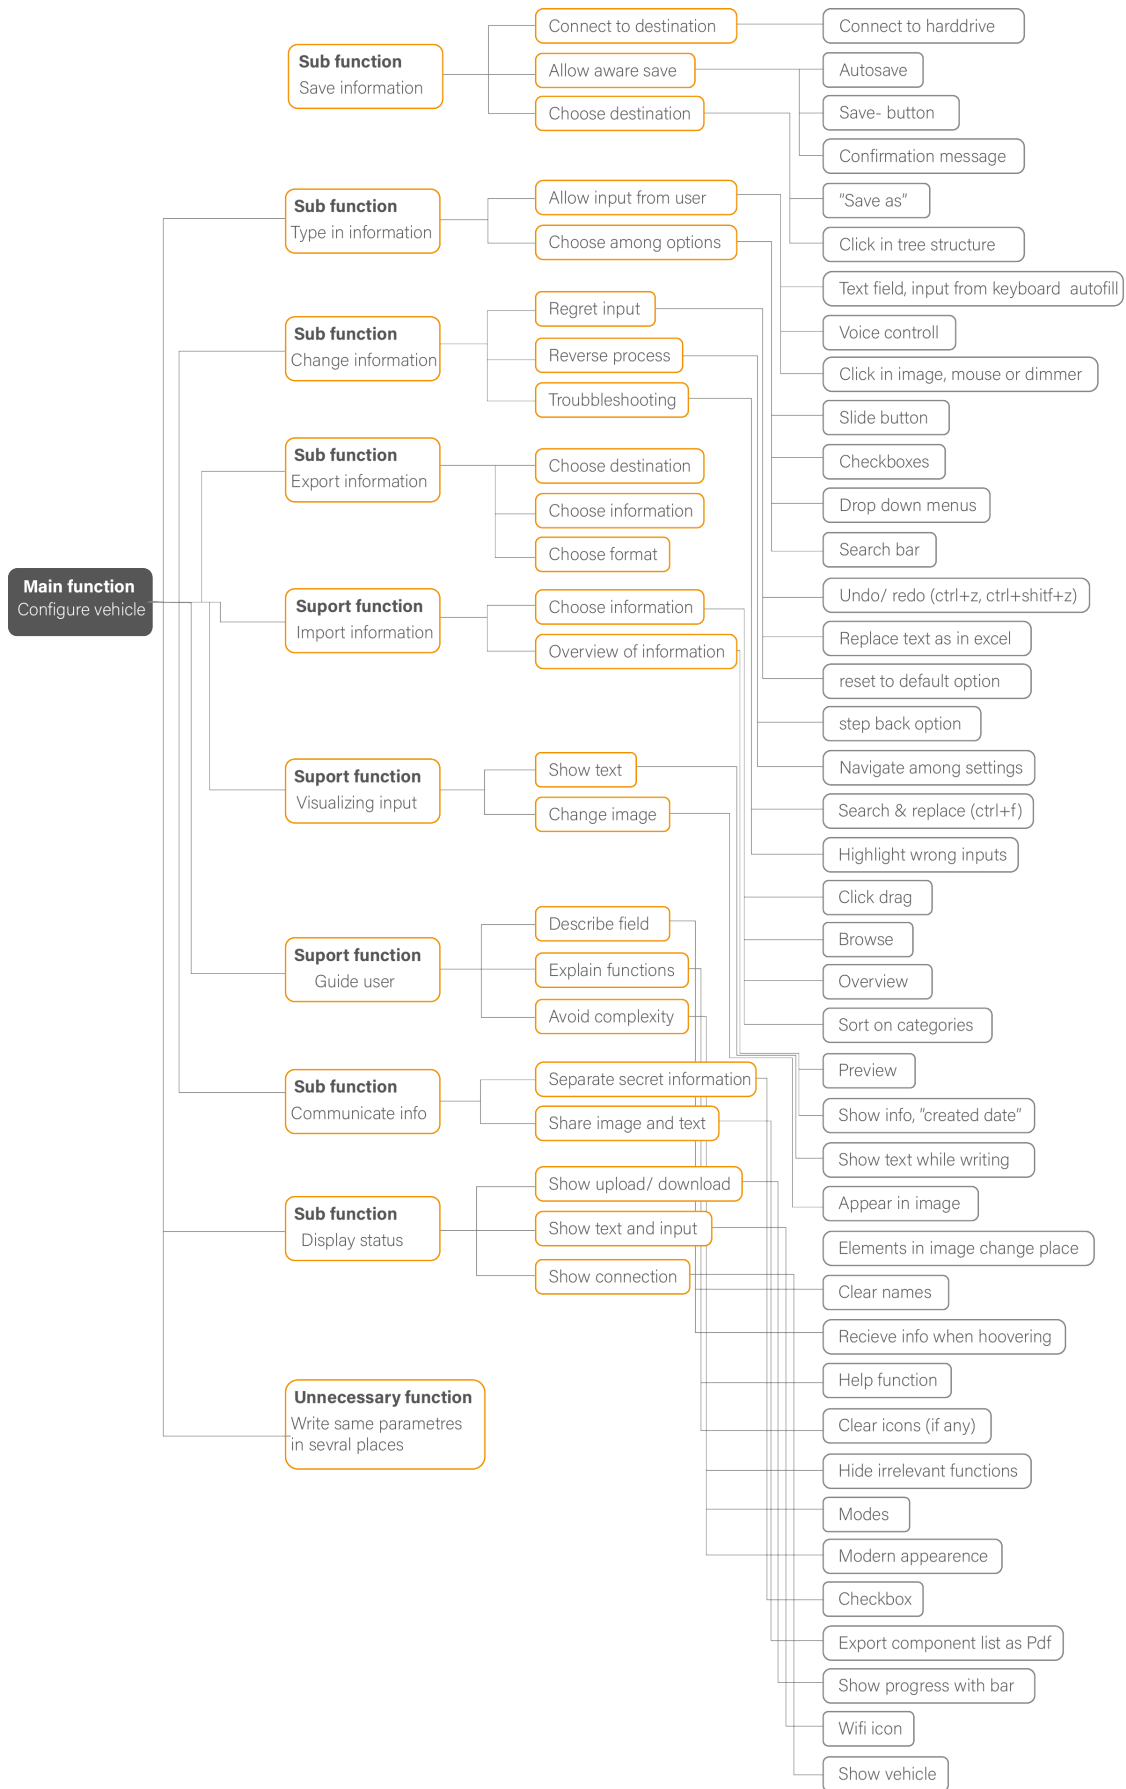 Main function
Configure vehicle
Sub function
Save information
Sub function
Type in information
Sub function
Change information
Sub function
Export information
Suport function
Import information
Suport function
Visualizing input
Suport function
Guide user
Sub function
Communicate info
Sub function
Display status
Unnecessary function
Write same parametres
in sevral places
Connect to destination
Allow aware save
Choose destination
Allow input from user
Choose among options
Regret input
Reverse process
Troubbleshooting
Choose destination
Choose information
Choose format
Choose information
Overview of information
Show text
Change image
Describe field
Explain functions
Avoid complexity
Separate secret information
Share image and text
Show upload/ download
Show text and input
Show connection
Connect to harddrive
Autosave
Save- button
Confirmation message
"Save as"
Click in tree structure
Text field, input from keyboard autofill
Voice controll
Click in image, mouse or dimmer
Slide button
Checkboxes
Drop down menus
Search bar
Undo/ redo (ctrl+z, ctrl+shitf+z)
Replace text as in excel
reset to default option
step back option
Navigate among settings
Search & replace (ctrl+f)
Highlight wrong inputs
Click drag
Browse
Overview
Sort on categories
Preview
Show info, "created date"
Show text while writing
Appear in image
Elements in image change place
Clear names
Recieve info when hoovering
Help function
Clear icons (if any)
Hide irrelevant functions
Modes
Modern appearence
Checkbox
Export component list as Pdf
Show progress with bar
Wifi icon
Show vehicle